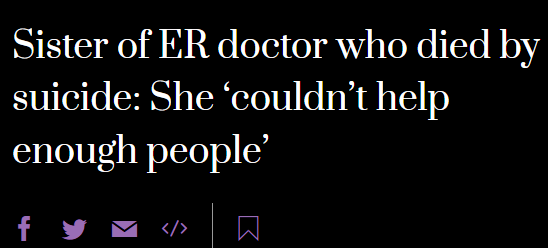 Sister of ER doctor who died by
suicide: She ‘couldn’t help
enough people’